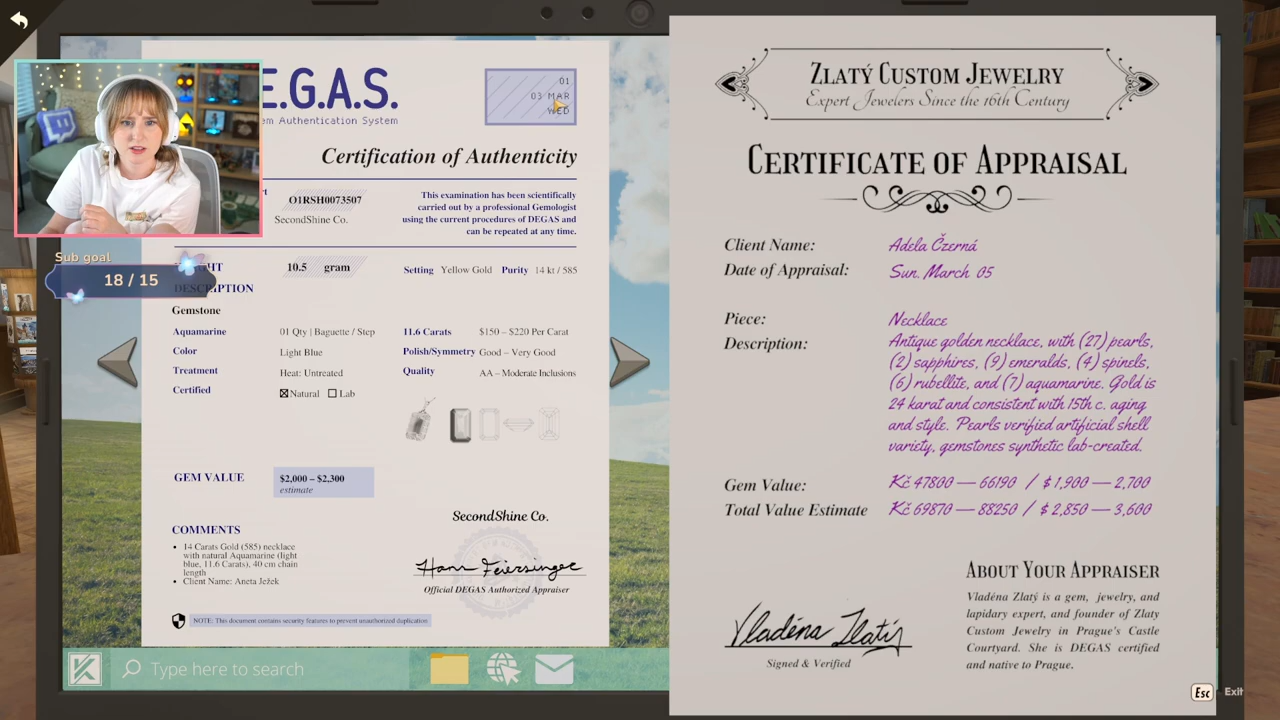 E.G.A.S.
em Authentication System
01
03 MAR
WED
Certification of Authenticity
O1RSH0073507
SecondShine Co.
This examination has been scientifically
carried out by a professional Gemologist
using the current procedures of DEGAS and
can be repeated at any time.
Sub goal
18 / 15
10.5 gram
Setting Yellow Gold Purity 14 kt / 585
DESCRIPTION
Gemstone
Aquamarine 01 Qty | Baguette / Step 11.6 Carats $150 – $220 Per Carat
Color Light Blue Polish/Symmetry Good – Very Good
Treatment Heat: Untreated Quality AA – Moderate Inclusions
Certified Natural Lab
GEM VALUE $2,000 – $2,300
estimate
SecondShine Co.
COMMENTS
• 14 Carats Gold (585) necklace
with natural Aquamarine (light
blue, 11.6 Carats), 40 cm chain
length
• Client Name: Aneta Ježek
Official DEGAS Authorized Appraiser
NOTE: This document contains security features to prevent unauthorized duplication
Type here to search
Zlatý Custom Jewelry
Expert Jewelers Since the 16th Century
Certificate of Appraisal
Client Name: Adéla Czerná
Date of Appraisal: Sun. March 05
Piece: Necklace
Description: Antique golden necklace, with (27) pearls,
(2) sapphires, (9) emeralds, (4) spinels,
(6) rubellite, and (7) aquamarine. Gold is
24 karat and consistent with 15th c. aging
and style. Pearls verified artificial shell
variety, gemstones synthetic lab-created.
Gem Value: Kč 47800 — 66190 / $ 1,900 — 2,700
Total Value Estimate Kč 69870 — 88250 / $ 2,850 — 3,600
About Your Appraiser
Vladéna Zlatý is a gem, jewelry, and
lapidary expert, and founder of Zlaty
Custom Jewelry in Prague's Castle
Courtyard. She is DEGAS certified
and native to Prague.
Vladéna Zlatý
Signed & Verified
Esc Exit